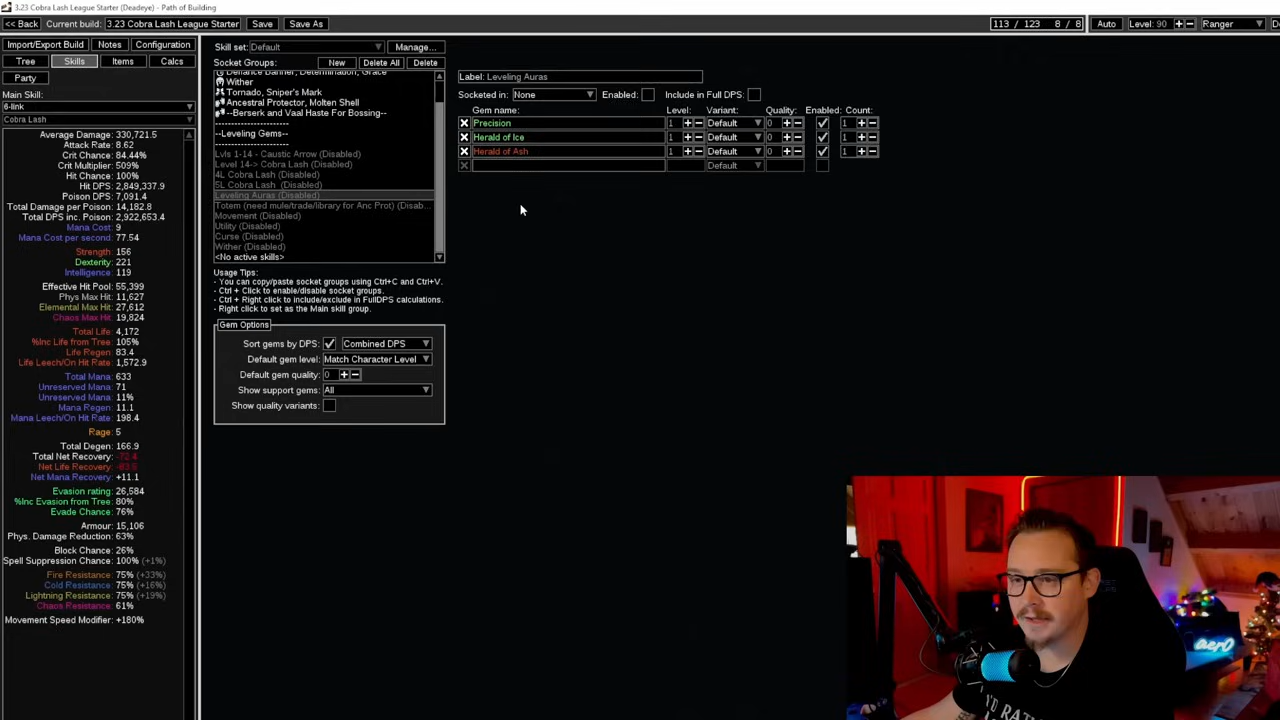 3.23 Cobra Lash League Starter (Deadeye) - Path of Building
<< Back Current build: 3.23 Cobra Lash League Starter Save Save As 113 / 123 8 / 8 Auto Level: 90 + - Ranger
Import/Export Build Notes Configuration
Tree Skills Items Calcs
Party
Main Skill:
6-link
Cobra Lash
Average Damage: 330,721.5
Attack Rate: 8.62
Crit Chance: 84.44%
Crit Multiplier: 509%
Hit Chance: 100%
Hit DPS: 2,849,337.9
Poison DPS: 7,091.4
Total Damage per Poison: 14,182.8
Total DPS inc. Poison: 2,922,653.4
Mana Cost: 9
Mana Cost per second: 77.54
Strength: 156
Dexterity: 221
Intelligence: 119
Effective Hit Pool: 55,399
Phys Max Hit: 11,627
Elemental Max Hit: 27,612
Chaos Max Hit: 19,824
Total Life: 4,172
%Inc Life from Tree: 105%
Life Regen: 83.4
Life Leech/On Hit Rate: 1,572.9
Total Mana: 633
Unreserved Mana: 71
Unreserved Mana: 11%
Mana Regen: 11.1
Mana Leech/On Hit Rate: 198.4
Rage: 5
Total Degen: 166.9
Total Net Recovery: -72.4
Net Life Recovery: -83.5
Net Mana Recovery: +11.1
Evasion rating: 26,584
%Inc Evasion from Tree: 80%
Evade Chance: 76%
Armour: 15,106
Phys. Damage Reduction: 63%
Block Chance: 26%
Spell Suppression Chance: 100% (+1%)
Fire Resistance: 75% (+33%)
Cold Resistance: 75% (+16%)
Lightning Resistance: 75% (+19%)
Chaos Resistance: 61%
Movement Speed Modifier: +180%
Skill set: Default Manage...
Socket Groups: New Delete All Delete
Defiance Banner, Determination, Grace
Wither
Tornado, Sniper's Mark
Ancestral Protector, Molten Shell
--Berserk and Vaal Haste For Bossing--
-----------------------
--Leveling Gems--
-----------------------
Lvls 1-14 - Caustic Arrow (Disabled)
Level 14-> Cobra Lash (Disabled)
4L Cobra Lash (Disabled)
5L Cobra Lash (Disabled)
Leveling Auras (Disabled)
Totem (need mule/trade/library for Anc Prot) (Disab...
Movement (Disabled)
Utility (Disabled)
Curse (Disabled)
Wither (Disabled)
<No active skills>
Usage Tips:
- You can copy/paste socket groups using Ctrl+C and Ctrl+V.
- Ctrl + Click to enable/disable socket groups.
- Ctrl + Right click to include/exclude in FullDPS calculations.
- Right click to set as the Main skill group.
Gem Options
Sort gems by DPS: Combined DPS
Default gem level: Match Character Level
Default gem quality: 0 + -
Show support gems: All
Show quality variants:
Label: Leveling Auras
Socketed in: None Enabled: Include in Full DPS:
Gem name: Level: Variant: Quality: Enabled: Count:
Precision 1 + - Default 0 + - 1 + -
Herald of Ice 1 + - Default 0 + - 1 + -
Herald of Ash 1 + - Default 0 + - 1 + -
Default
aer0